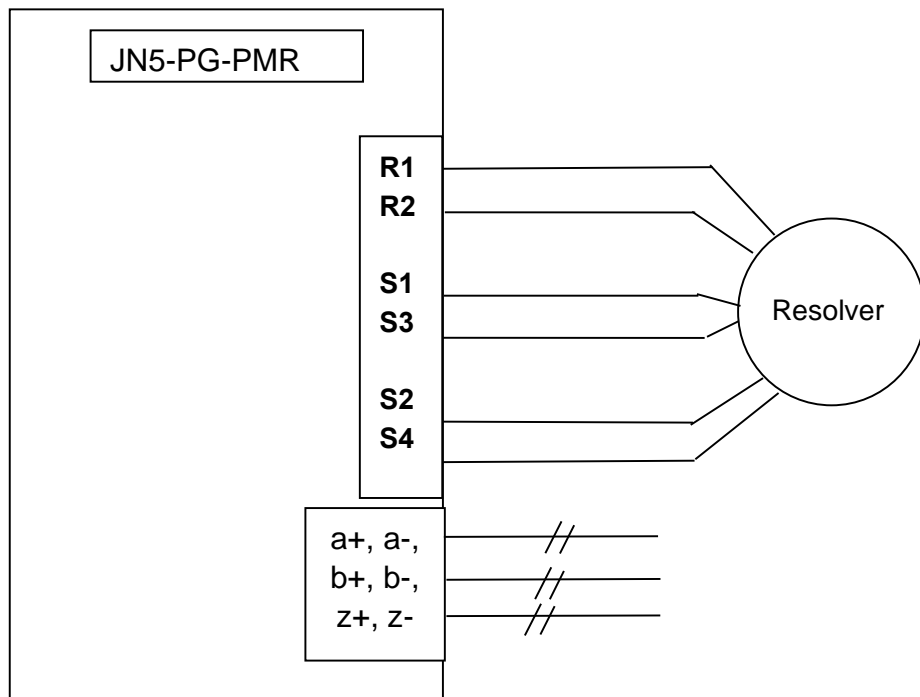 JN5-PG-PMR
R1
R2
S1
S3
Resolver
S2
S4
a+, a-,
b+, b-,
z+, z-